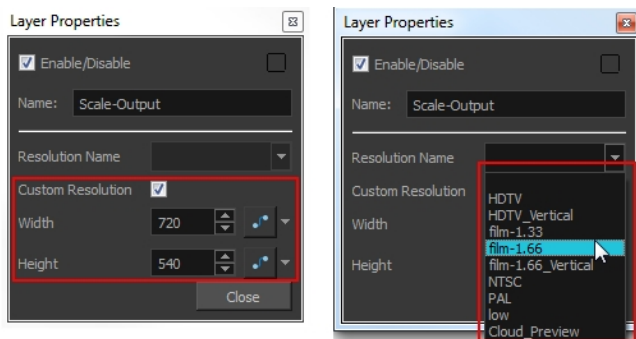 Layer Properties
Enable/Disable
Name: Scale-Output
Resolution Name
Custom Resolution
Width 720
Height 540
Close
Layer Properties
Enable/Disable
Name: Scale-Output
Resolution Name
Custom Resolution
Width
Height
HDTV
HDTV_Vertical
film-1.33
film-1.66
film-1.66_Vertical
NTSC
PAL
low
Cloud_Preview